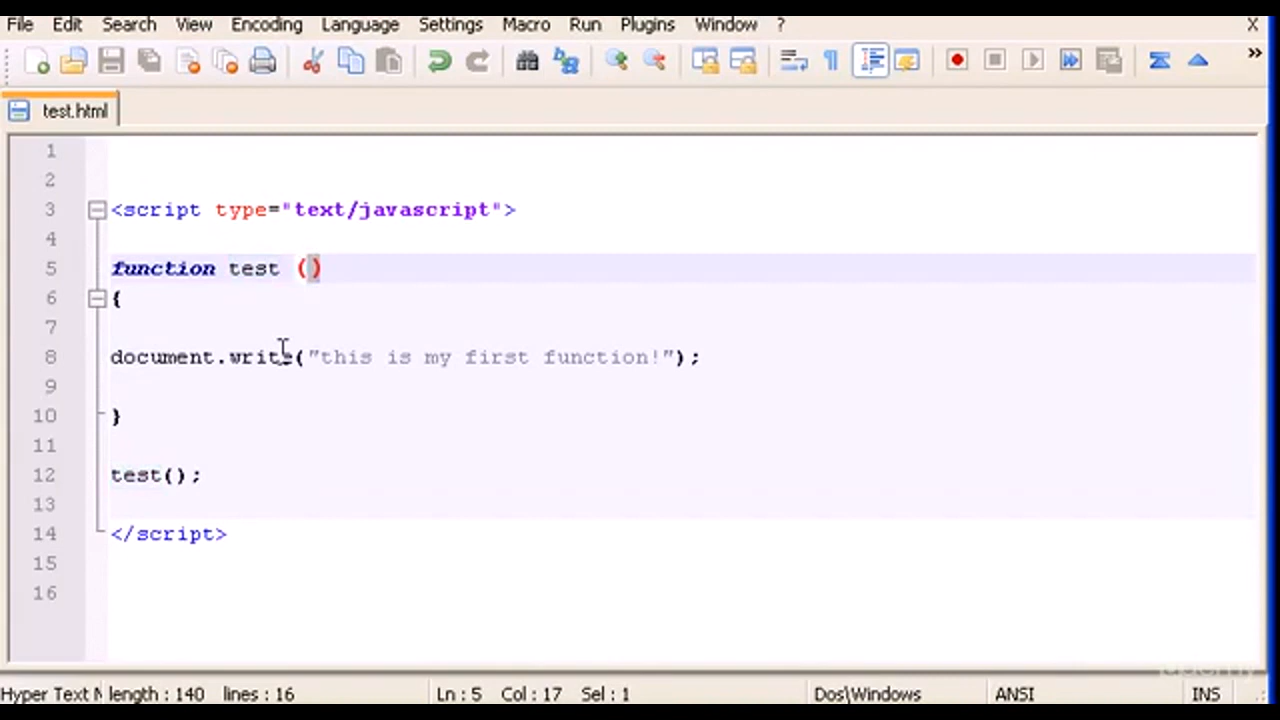 File Edit Search View Encoding Language Settings Macro Run Plugins Window ? X
test.html
1
2
3 <script type="text/javascript">
4
5 function test ()
6 {
7
8 document.write("this is my first function!");
9
10 }
11
12 test();
13
14 </script>
15
16
Hyper Text length : 140 lines : 16 Ln : 5 Col : 17 Sel : 1 Dos\Windows ANSI INS